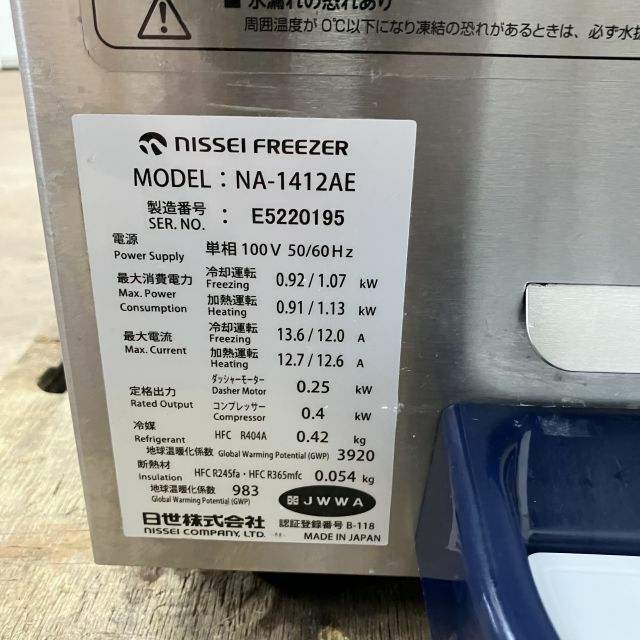 ■ 水漏れの恐れあり
周囲温度が 0℃以下になり凍結の恐れがあるときは、必ず水抜
NISSEI FREEZER
MODEL : NA-1412AE
製造番号
SER. NO. : E5220195
電源
Power Supply 単相 100V 50/60Hz
最大消費電力 冷却運転
Max. Power Freezing 0.92 / 1.07 kW
Consumption 加熱運転
Heating 0.91 / 1.13 kW
最大電流 冷却運転
Max. Current Freezing 13.6 / 12.0 A
加熱運転
Heating 12.7 / 12.6 A
定格出力 ダッシャーモーター
Rated Output Dasher Motor 0.25 kW
コンプレッサー
Compressor 0.4 kW
冷媒
Refrigerant HFC R404A 0.42 kg
地球温暖化係数 Global Warming Potential (GWP) 3920
断熱材
Insulation HFC R245fa・HFC R365mfc 0.054 kg
地球温暖化係数 983
Global Warming Potential (GWP)
JWWA
日世株式会社 認証登録番号 B-118
NISSEI COMPANY, LTD. MADE IN JAPAN